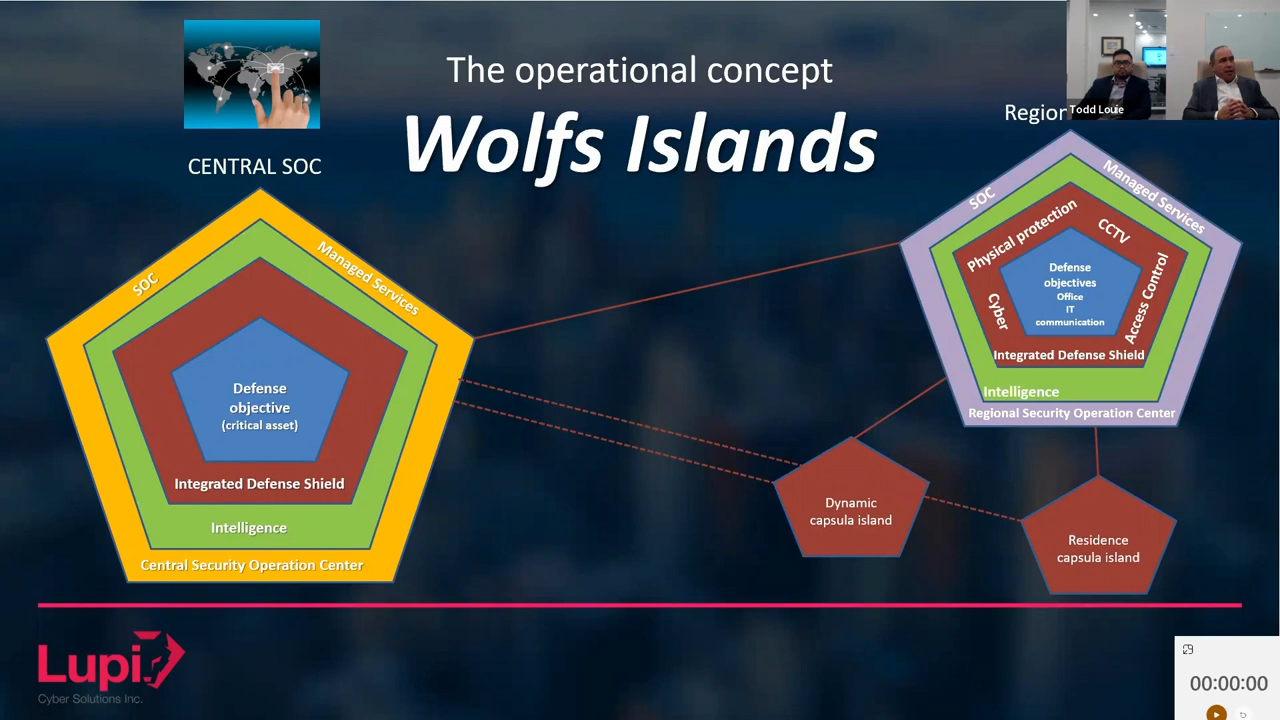 The operational concept
Wolfs Islands
CENTRAL SOC
SOC
Managed Services
Defense
objective
(critical asset)
Integrated Defense Shield
Intelligence
Central Security Operation Center
Todd Louie
SOC
Managed Services
Physical protection
CCTV
Cyber
Access Control
Defense
objectives
Office
IT
communication
Integrated Defense Shield
Intelligence
Regional Security Operation Center
Dynamic
capsula island
Residence
capsula island
Lupi
Cyber Solutions Inc.
00:00:00